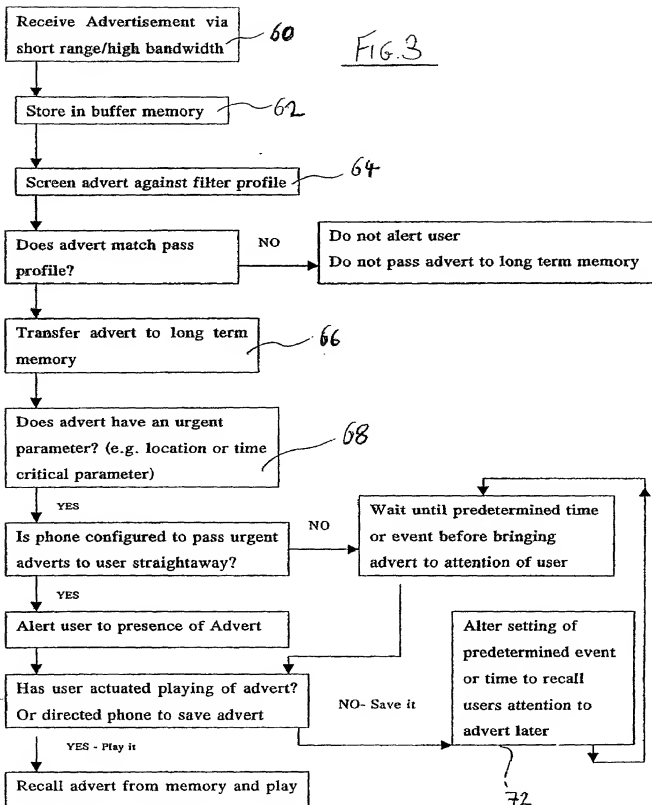 Receive Advertisement via
short range/high bandwidth
60
FIG.3
Store in buffer memory
62
Screen advert against filter profile
64
Does advert match pass
profile?
NO
Do not alert user
Do not pass advert to long term memory
Transfer advert to long term
memory
66
Does advert have an urgent
parameter? (e.g. location or time
critical parameter)
68
YES
Is phone configured to pass urgent
adverts to user straightaway?
NO
Wait until predetermined time
or event before bringing
advert to attention of user
YES
Alert user to presence of Advert
Alter setting of
predetermined event
or time to recall
users attention to
advert later
Has user actuated playing of advert?
Or directed phone to save advert
NO- Save it
YES - Play it
72
Recall advert from memory and play